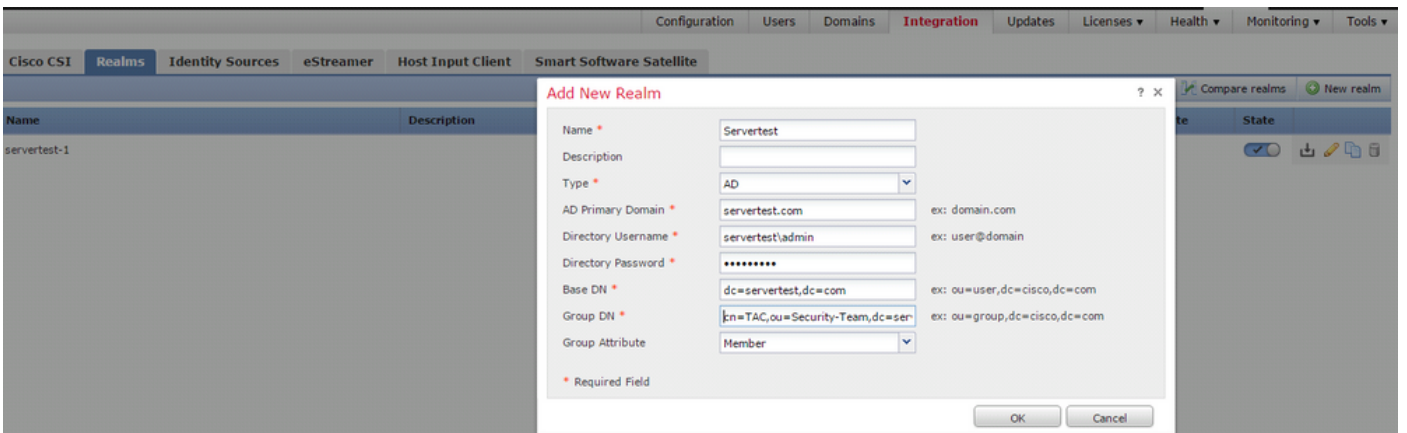 Configuration Users Domains Integration Updates Licenses ▾ Health ▾ Monitoring ▾ Tools ▾
Cisco CSI Realms Identity Sources eStreamer Host Input Client Smart Software Satellite
Add New Realm ? ×
Compare realms New realm
Name Description te State
servertest-1
Name * Servertest
Description
Type * AD
AD Primary Domain * servertest.com ex: domain.com
Directory Username * servertest\admin ex: user@domain
Directory Password * •••••••••
Base DN * dc=servertest,dc=com ex: ou=user,dc=cisco,dc=com
Group DN * cn=TAC,ou=Security-Team,dc=ser ex: ou=group,dc=cisco,dc=com
Group Attribute Member
* Required Field
OK Cancel